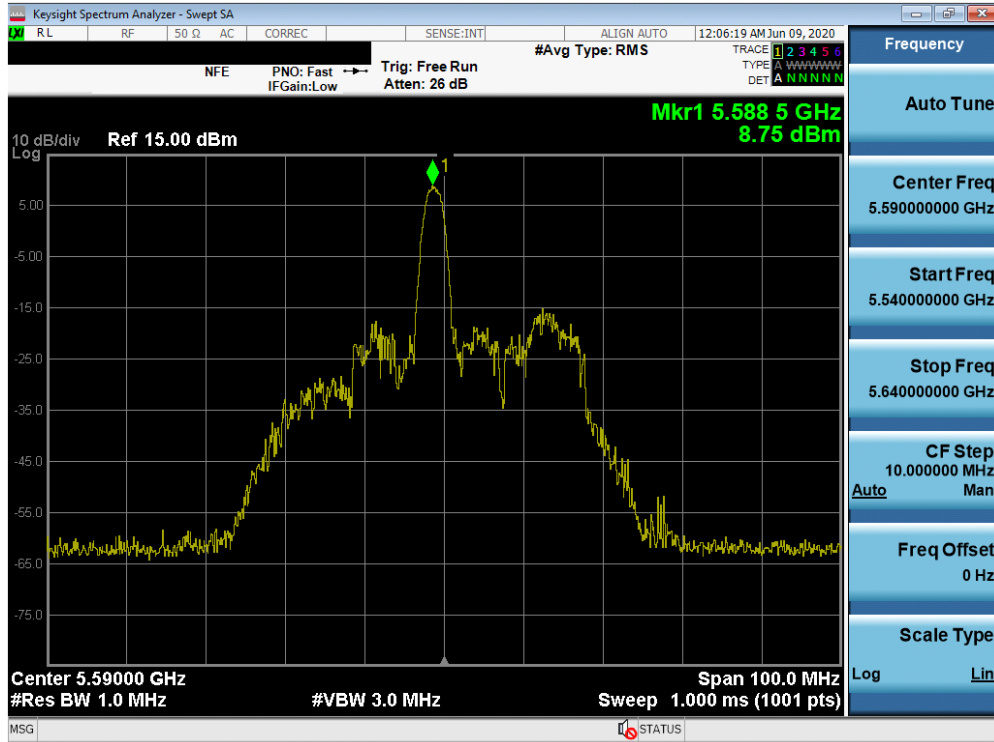 Keysight Spectrum Analyzer - Swept SA
LXI RL RF 50 Ω AC CORREC SENSE:INT ALIGN AUTO 12:06:19 AM Jun 09, 2020
#Avg Type: RMS TRACE 1 2 3 4 5 6
TYPE A WWWWW
NFE PNO: Fast Trig: Free Run DET A N N N N N
IFGain:Low Atten: 26 dB
Mkr1 5.588 5 GHz
8.75 dBm
10 dB/div Ref 15.00 dBm
Log
1
5.00
-5.00
-15.0
-25.0
-35.0
-45.0
-55.0
-65.0
-75.0
Center 5.59000 GHz Span 100.0 MHz
#Res BW 1.0 MHz #VBW 3.0 MHz Sweep 1.000 ms (1001 pts)
MSG STATUS
Frequency
Auto Tune
Center Freq
5.590000000 GHz
Start Freq
5.540000000 GHz
Stop Freq
5.640000000 GHz
CF Step
10.000000 MHz
Auto Man
Freq Offset
0 Hz
Scale Type
Log Lin